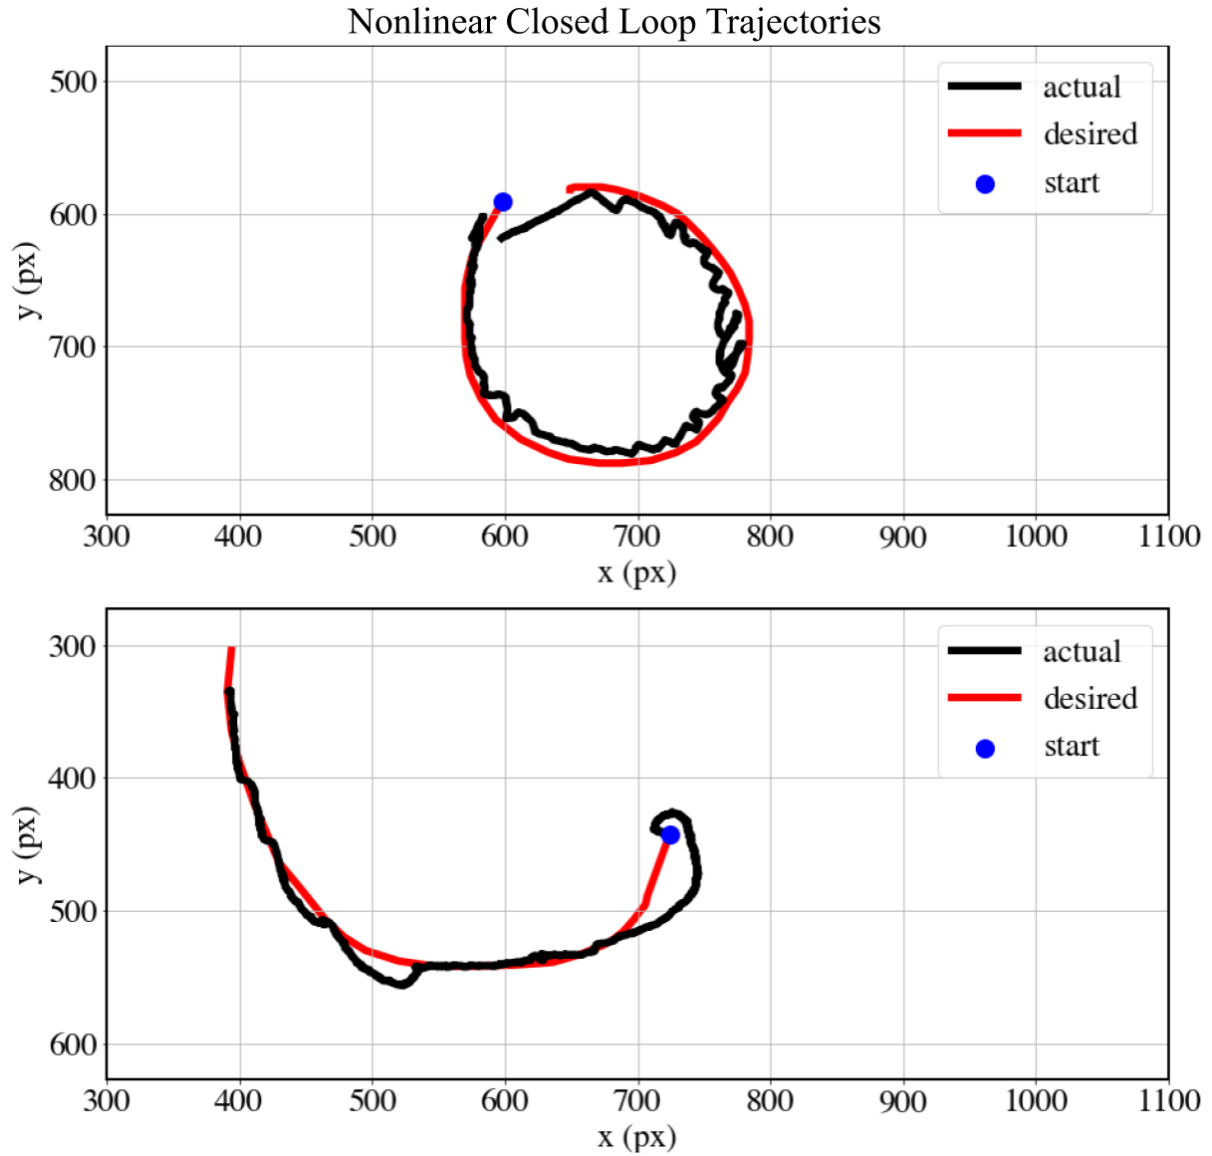 Nonlinear Closed Loop Trajectories
500
600
700
800
y (px)
actual
desired
start
300 400 500 600 700 800 900 1000 1100
x (px)
300
400
500
600
y (px)
actual
desired
start
300 400 500 600 700 800 900 1000 1100
x (px)